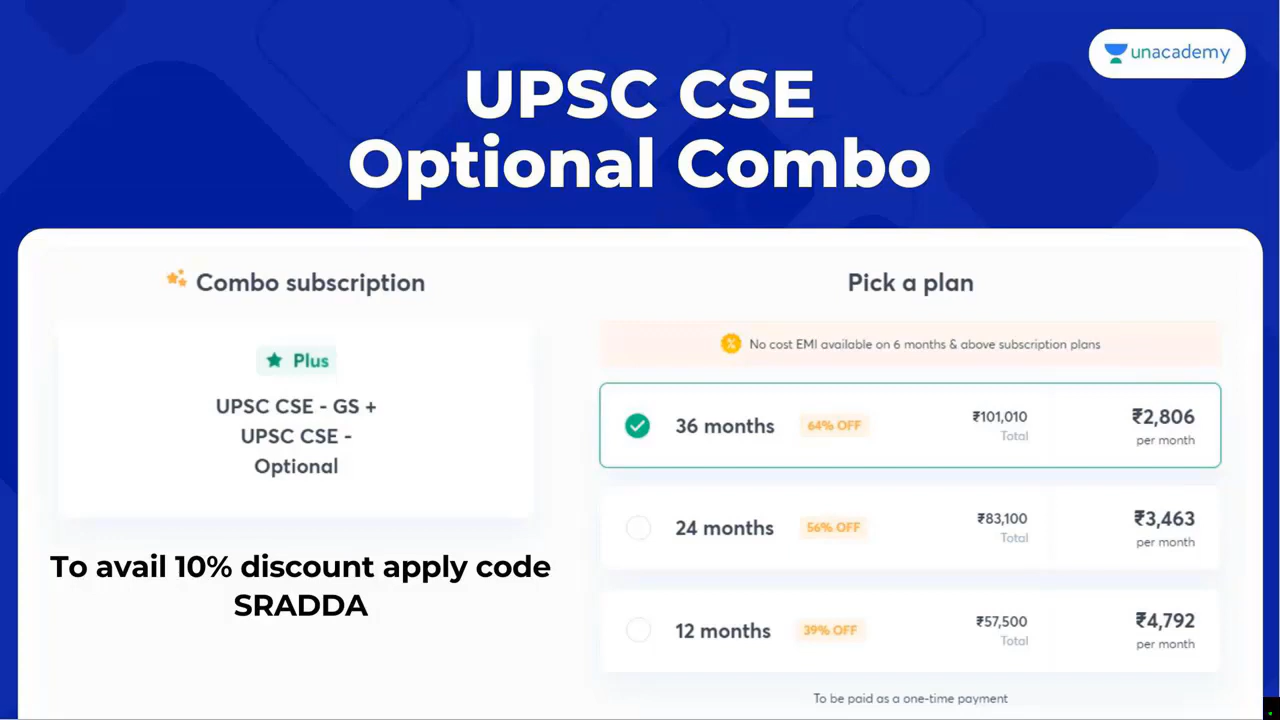 unacademy
UPSC CSE
Optional Combo
Combo subscription
Plus
UPSC CSE - GS +
UPSC CSE -
Optional
To avail 10% discount apply code
SRADDA
Pick a plan
No cost EMI available on 6 months & above subscription plans
36 months 64% OFF ₹101,010 ₹2,806
Total per month
24 months 56% OFF ₹83,100 ₹3,463
Total per month
12 months 39% OFF ₹57,500 ₹4,792
Total per month
To be paid as a one-time payment